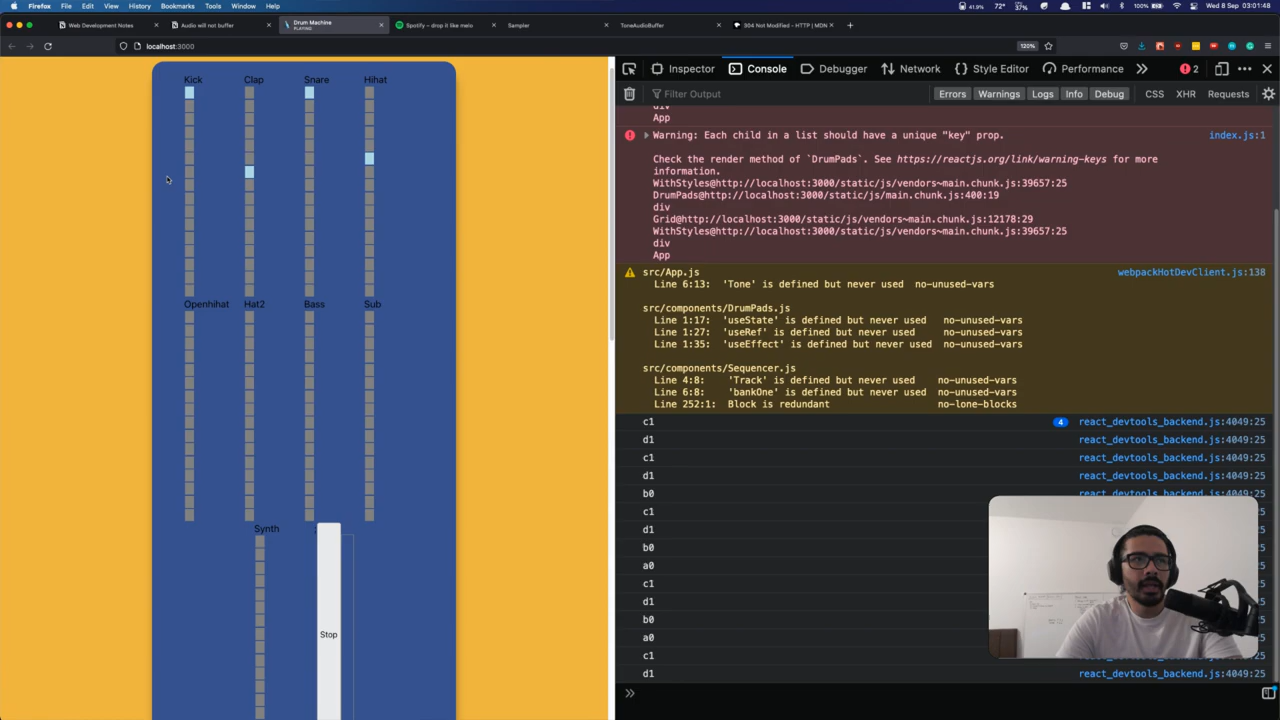 Firefox File Edit View History Bookmarks Tools Window Help
41.9% 72° 37% 100% Wed 8 Sep 03:01:48
Web Development Notes
Audio will not buffer
Drum Machine
PLAYING
Spotify – drop it like melo
Sampler
ToneAudioBuffer
304 Not Modified - HTTP | MDN
localhost:3000
120%
Kick Clap Snare Hihat
Openhihat Hat2 Bass Sub
Synth
Stop
Inspector Console Debugger Network Style Editor Performance 2
Filter Output
Errors Warnings Logs Info Debug CSS XHR Requests
div
App
Warning: Each child in a list should have a unique "key" prop. index.js:1
Check the render method of `DrumPads`. See https://reactjs.org/link/warning-keys for more
information.
WithStyles@http://localhost:3000/static/js/vendors~main.chunk.js:39657:25
DrumPads@http://localhost:3000/static/js/main.chunk.js:400:19
div
Grid@http://localhost:3000/static/js/vendors~main.chunk.js:12178:29
WithStyles@http://localhost:3000/static/js/vendors~main.chunk.js:39657:25
div
App
src/App.js webpackHotDevClient.js:138
Line 6:13: 'Tone' is defined but never used no-unused-vars
src/components/DrumPads.js
Line 1:17: 'useState' is defined but never used no-unused-vars
Line 1:27: 'useRef' is defined but never used no-unused-vars
Line 1:35: 'useEffect' is defined but never used no-unused-vars
src/components/Sequencer.js
Line 4:8: 'Track' is defined but never used no-unused-vars
Line 6:8: 'bankOne' is defined but never used no-unused-vars
Line 252:1: Block is redundant no-lone-blocks
c1 4 react_devtools_backend.js:4049:25
d1 react_devtools_backend.js:4049:25
c1 react_devtools_backend.js:4049:25
d1 react_devtools_backend.js:4049:25
b0 react_devtools_backend.js:4049:25
c1
d1
b0
a0
c1
d1
b0
a0
c1
d1 react_devtools_backend.js:4049:25